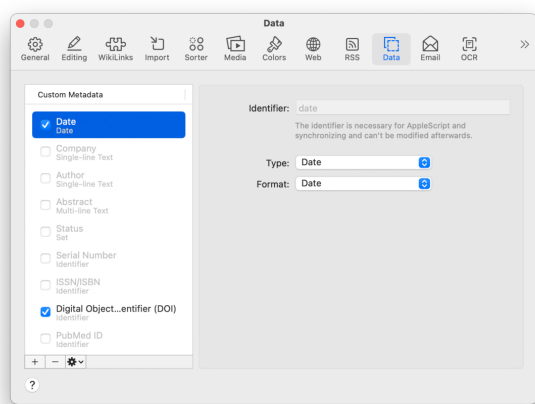 Data
General Editing WikiLinks Import Sorter Media Colors Web RSS Data Email OCR
Custom Metadata
Date
Date
Company
Single-line Text
Author
Single-line Text
Abstract
Multi-line Text
Status
Set
Serial Number
Identifier
ISSN/ISBN
Identifier
Digital Object...entifier (DOI)
Identifier
PubMed ID
Identifier
Identifier: date
The identifier is necessary for AppleScript and
synchronizing and can't be modified afterwards.
Type: Date
Format: Date
?